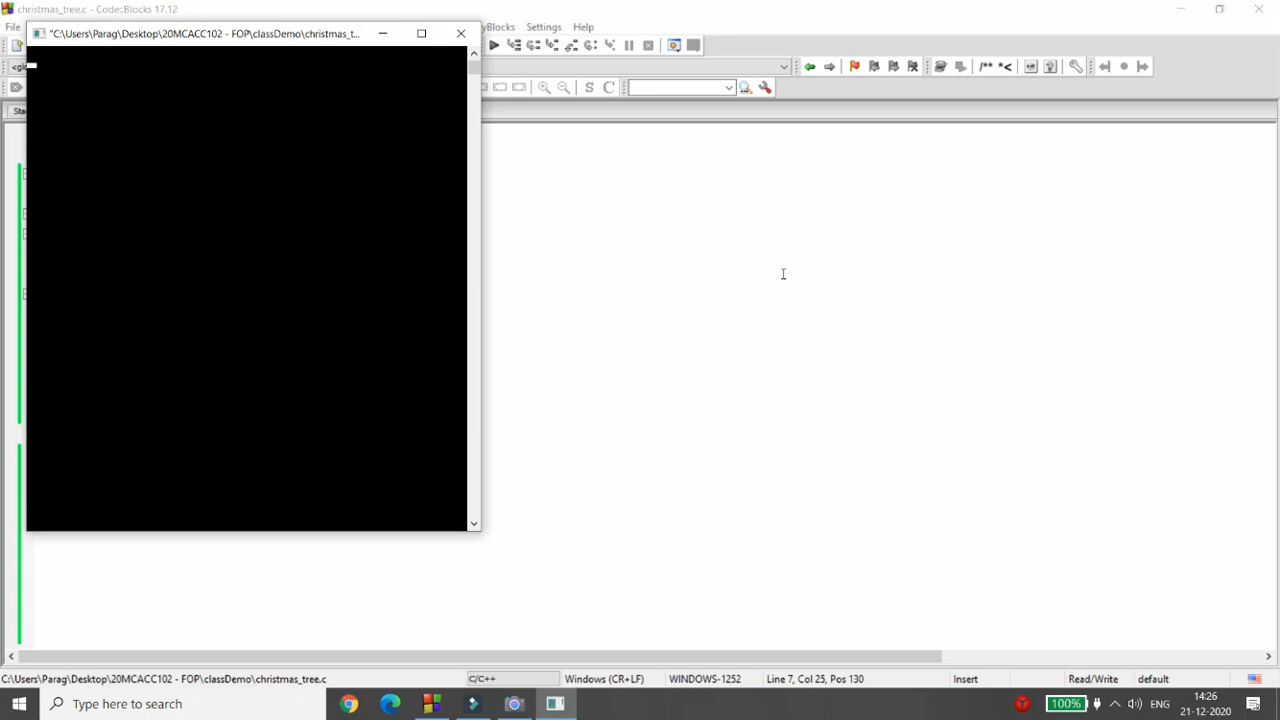 christmas_tree.c - Code::Blocks 17.12
File
yBlocks Settings Help
"C:\Users\Parag\Desktop\20MCACC102 - FOP\classDemo\christmas_t...
<gl
/** *<
S C
Sta
C:\Users\Parag\Desktop\20MCACC102 - FOP\classDemo\christmas_tree.c C/C++ Windows (CR+LF) WINDOWS-1252 Line 7, Col 25, Pos 130 Insert Read/Write default
Type here to search
100% ENG
14:26
21-12-2020